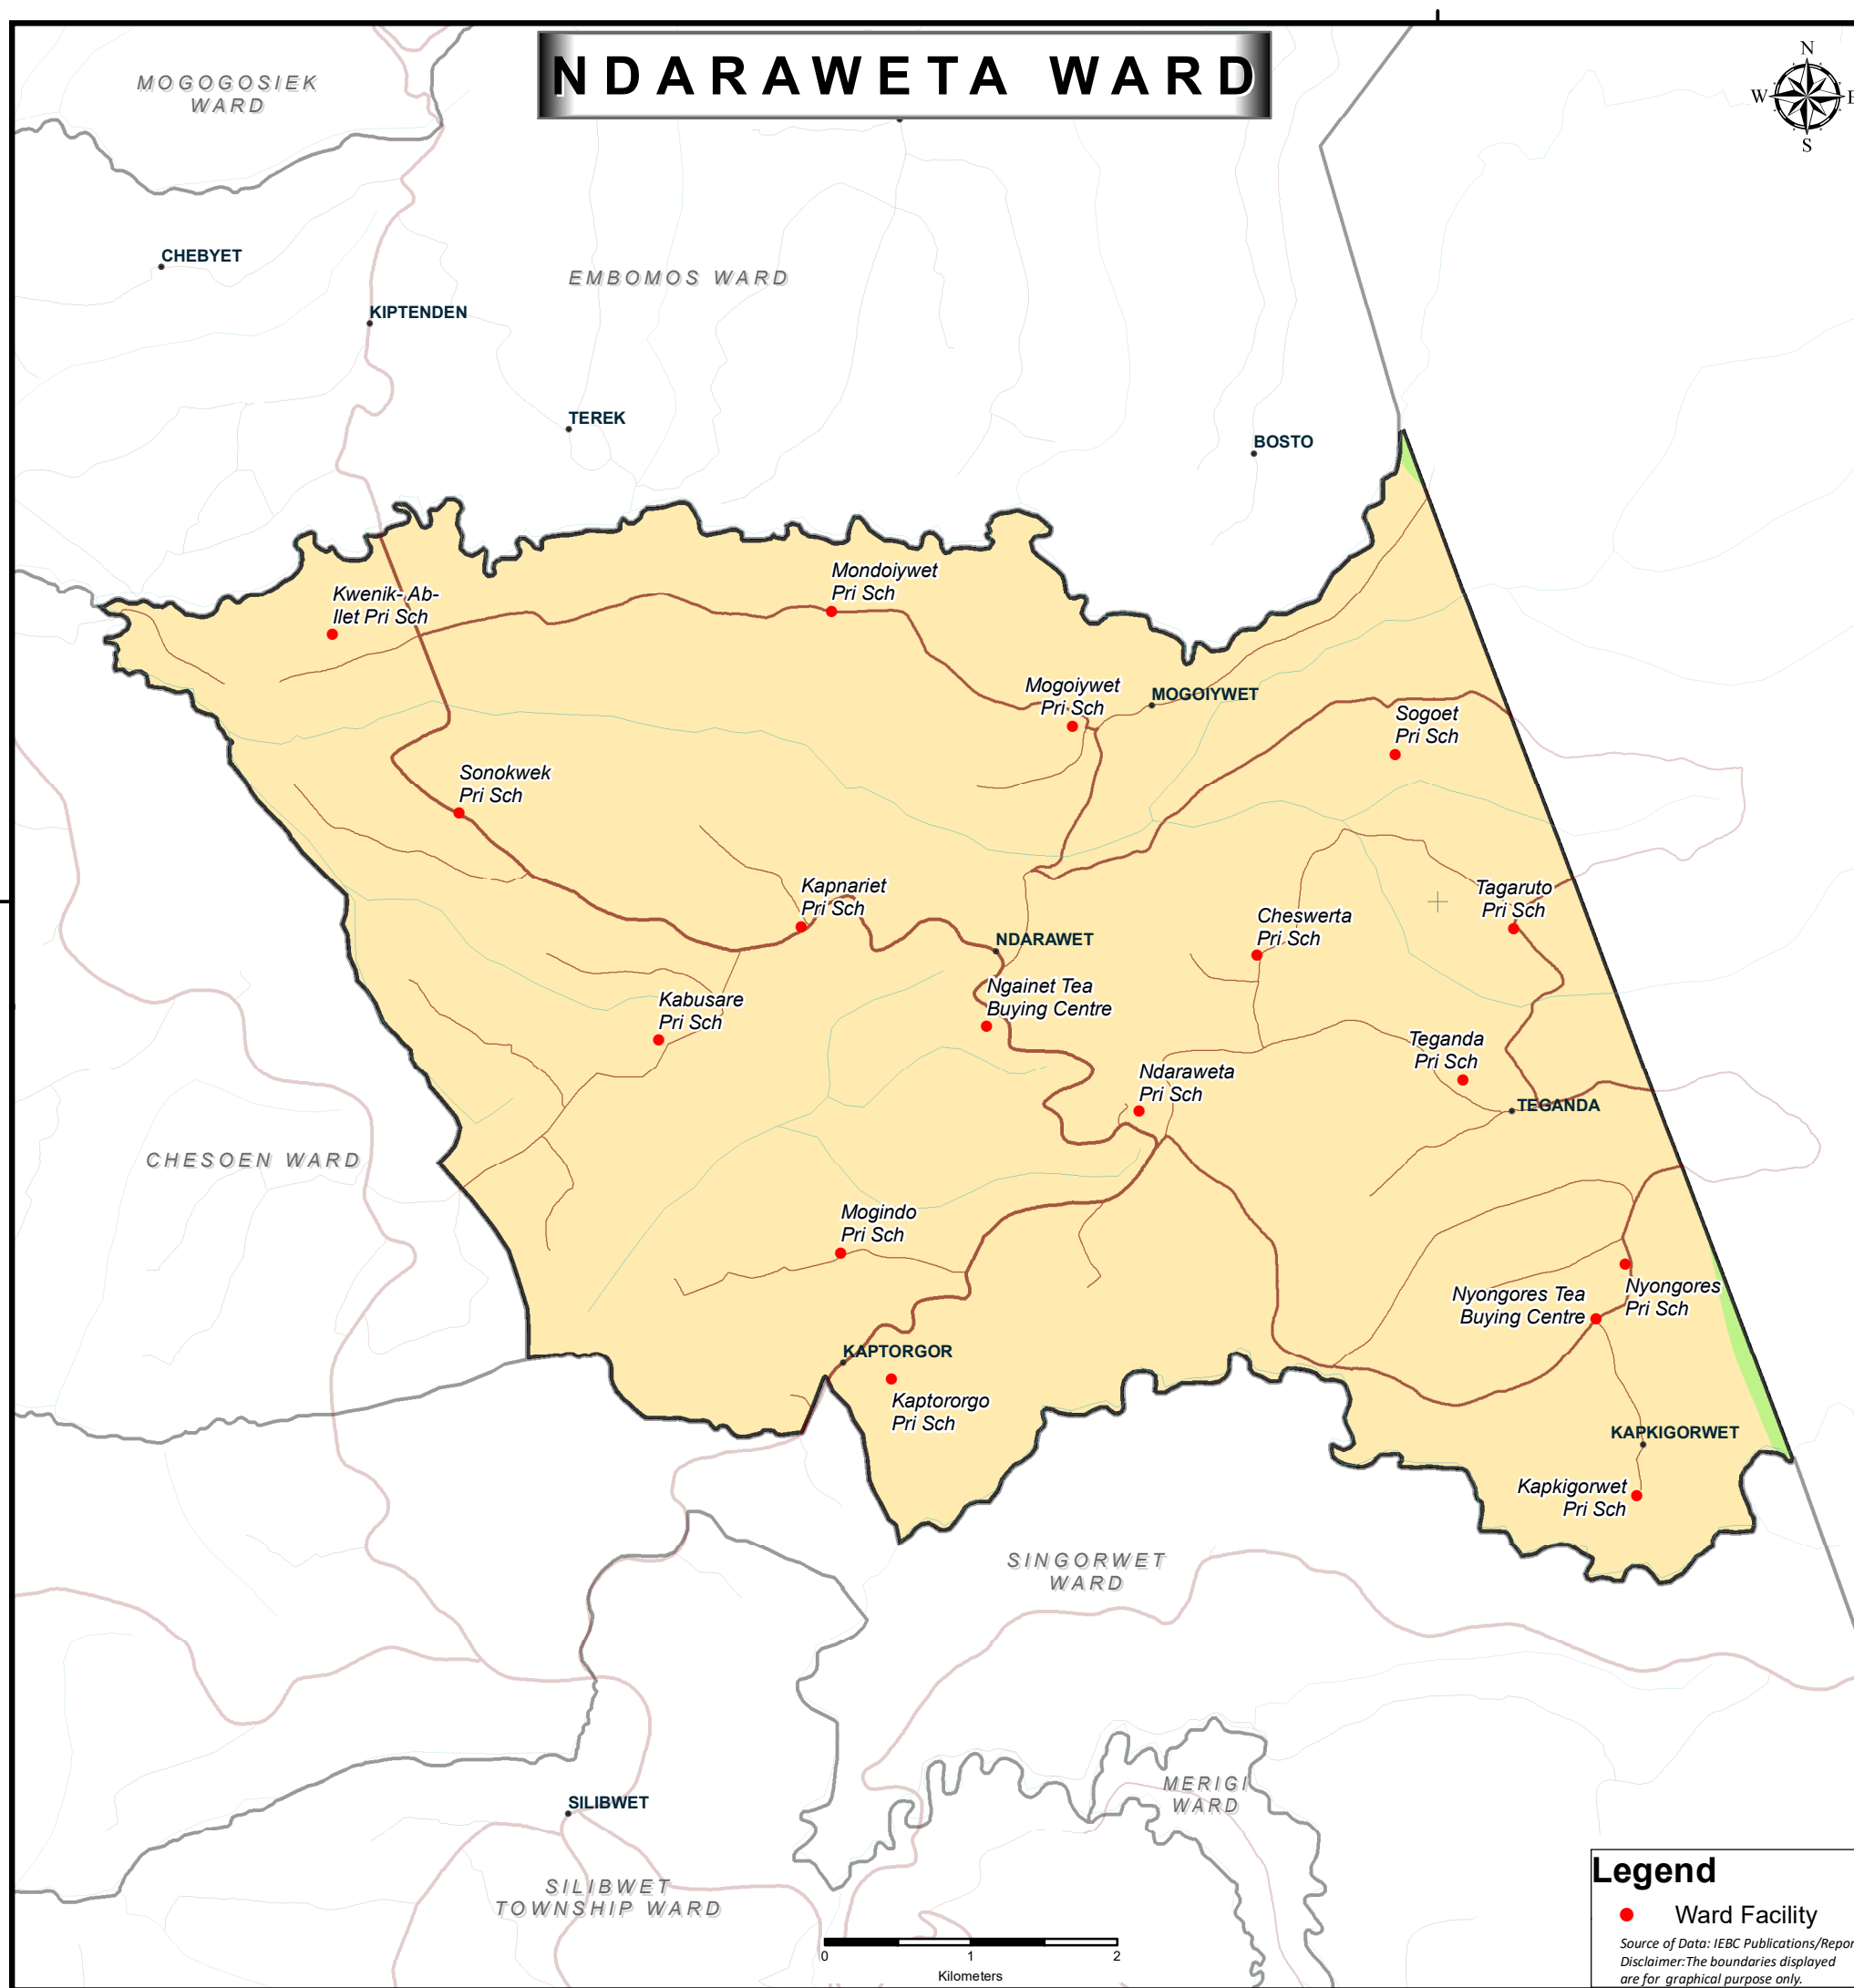 NDARAWETA WARD
N
W
E
S
MOGOGOSIEK
WARD
CHEBYET
EMBOMOS WARD
KIPTENDEN
TEREK
BOSTO
Kwenik- Ab-
Ilet Pri Sch
Mondoiywet
Pri Sch
Mogoiywet
Pri Sch
MOGOIYWET
Sogoet
Pri Sch
Sonokwek
Pri Sch
Kapnariet
Pri Sch
Tagaruto
Pri Sch
Cheswerta
Pri Sch
NDARAWET
Ngainet Tea
Buying Centre
Kabusare
Pri Sch
Teganda
Pri Sch
Ndaraweta
Pri Sch
TEGANDA
CHESOEN WARD
Mogindo
Pri Sch
Nyongores Tea
Buying Centre
Nyongores
Pri Sch
KAPTORGOR
Kaptororgo
Pri Sch
KAPKIGORWET
Kapkigorwet
Pri Sch
SINGORWET
WARD
MERIGI
WARD
SILIBWET
SILIBWET
TOWNSHIP WARD
0
1
2
Kilometers
Legend
Ward Facility
Source of Data: IEBC Publications/Repor
Disclaimer:The boundaries displayed
are for graphical purpose only.